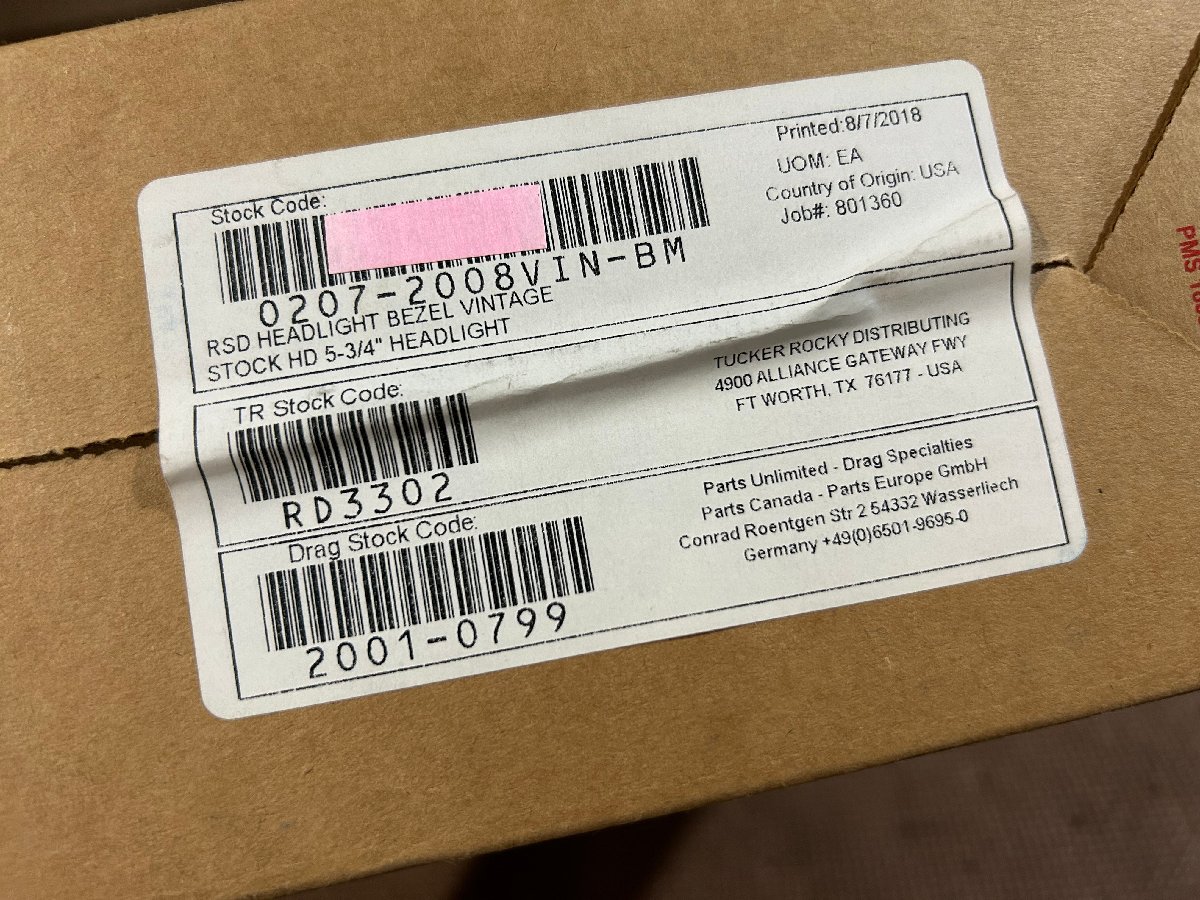 Stock Code:
0207-2008VIN-BM
RSD HEADLIGHT BEZEL VINTAGE
STOCK HD 5-3/4" HEADLIGHT
Printed:8/7/2018
UOM: EA
Country of Origin: USA
Job#: 801360
TR Stock Code:
RD3302
TUCKER ROCKY DISTRIBUTING
4900 ALLIANCE GATEWAY FWY
FT WORTH, TX 76177 - USA
Drag Stock Code:
2001-0799
Parts Unlimited - Drag Specialties
Parts Canada - Parts Europe GmbH
Conrad Roentgen Str 2 54332 Wasserliech
Germany +49(0)6501-9695-0
PMS